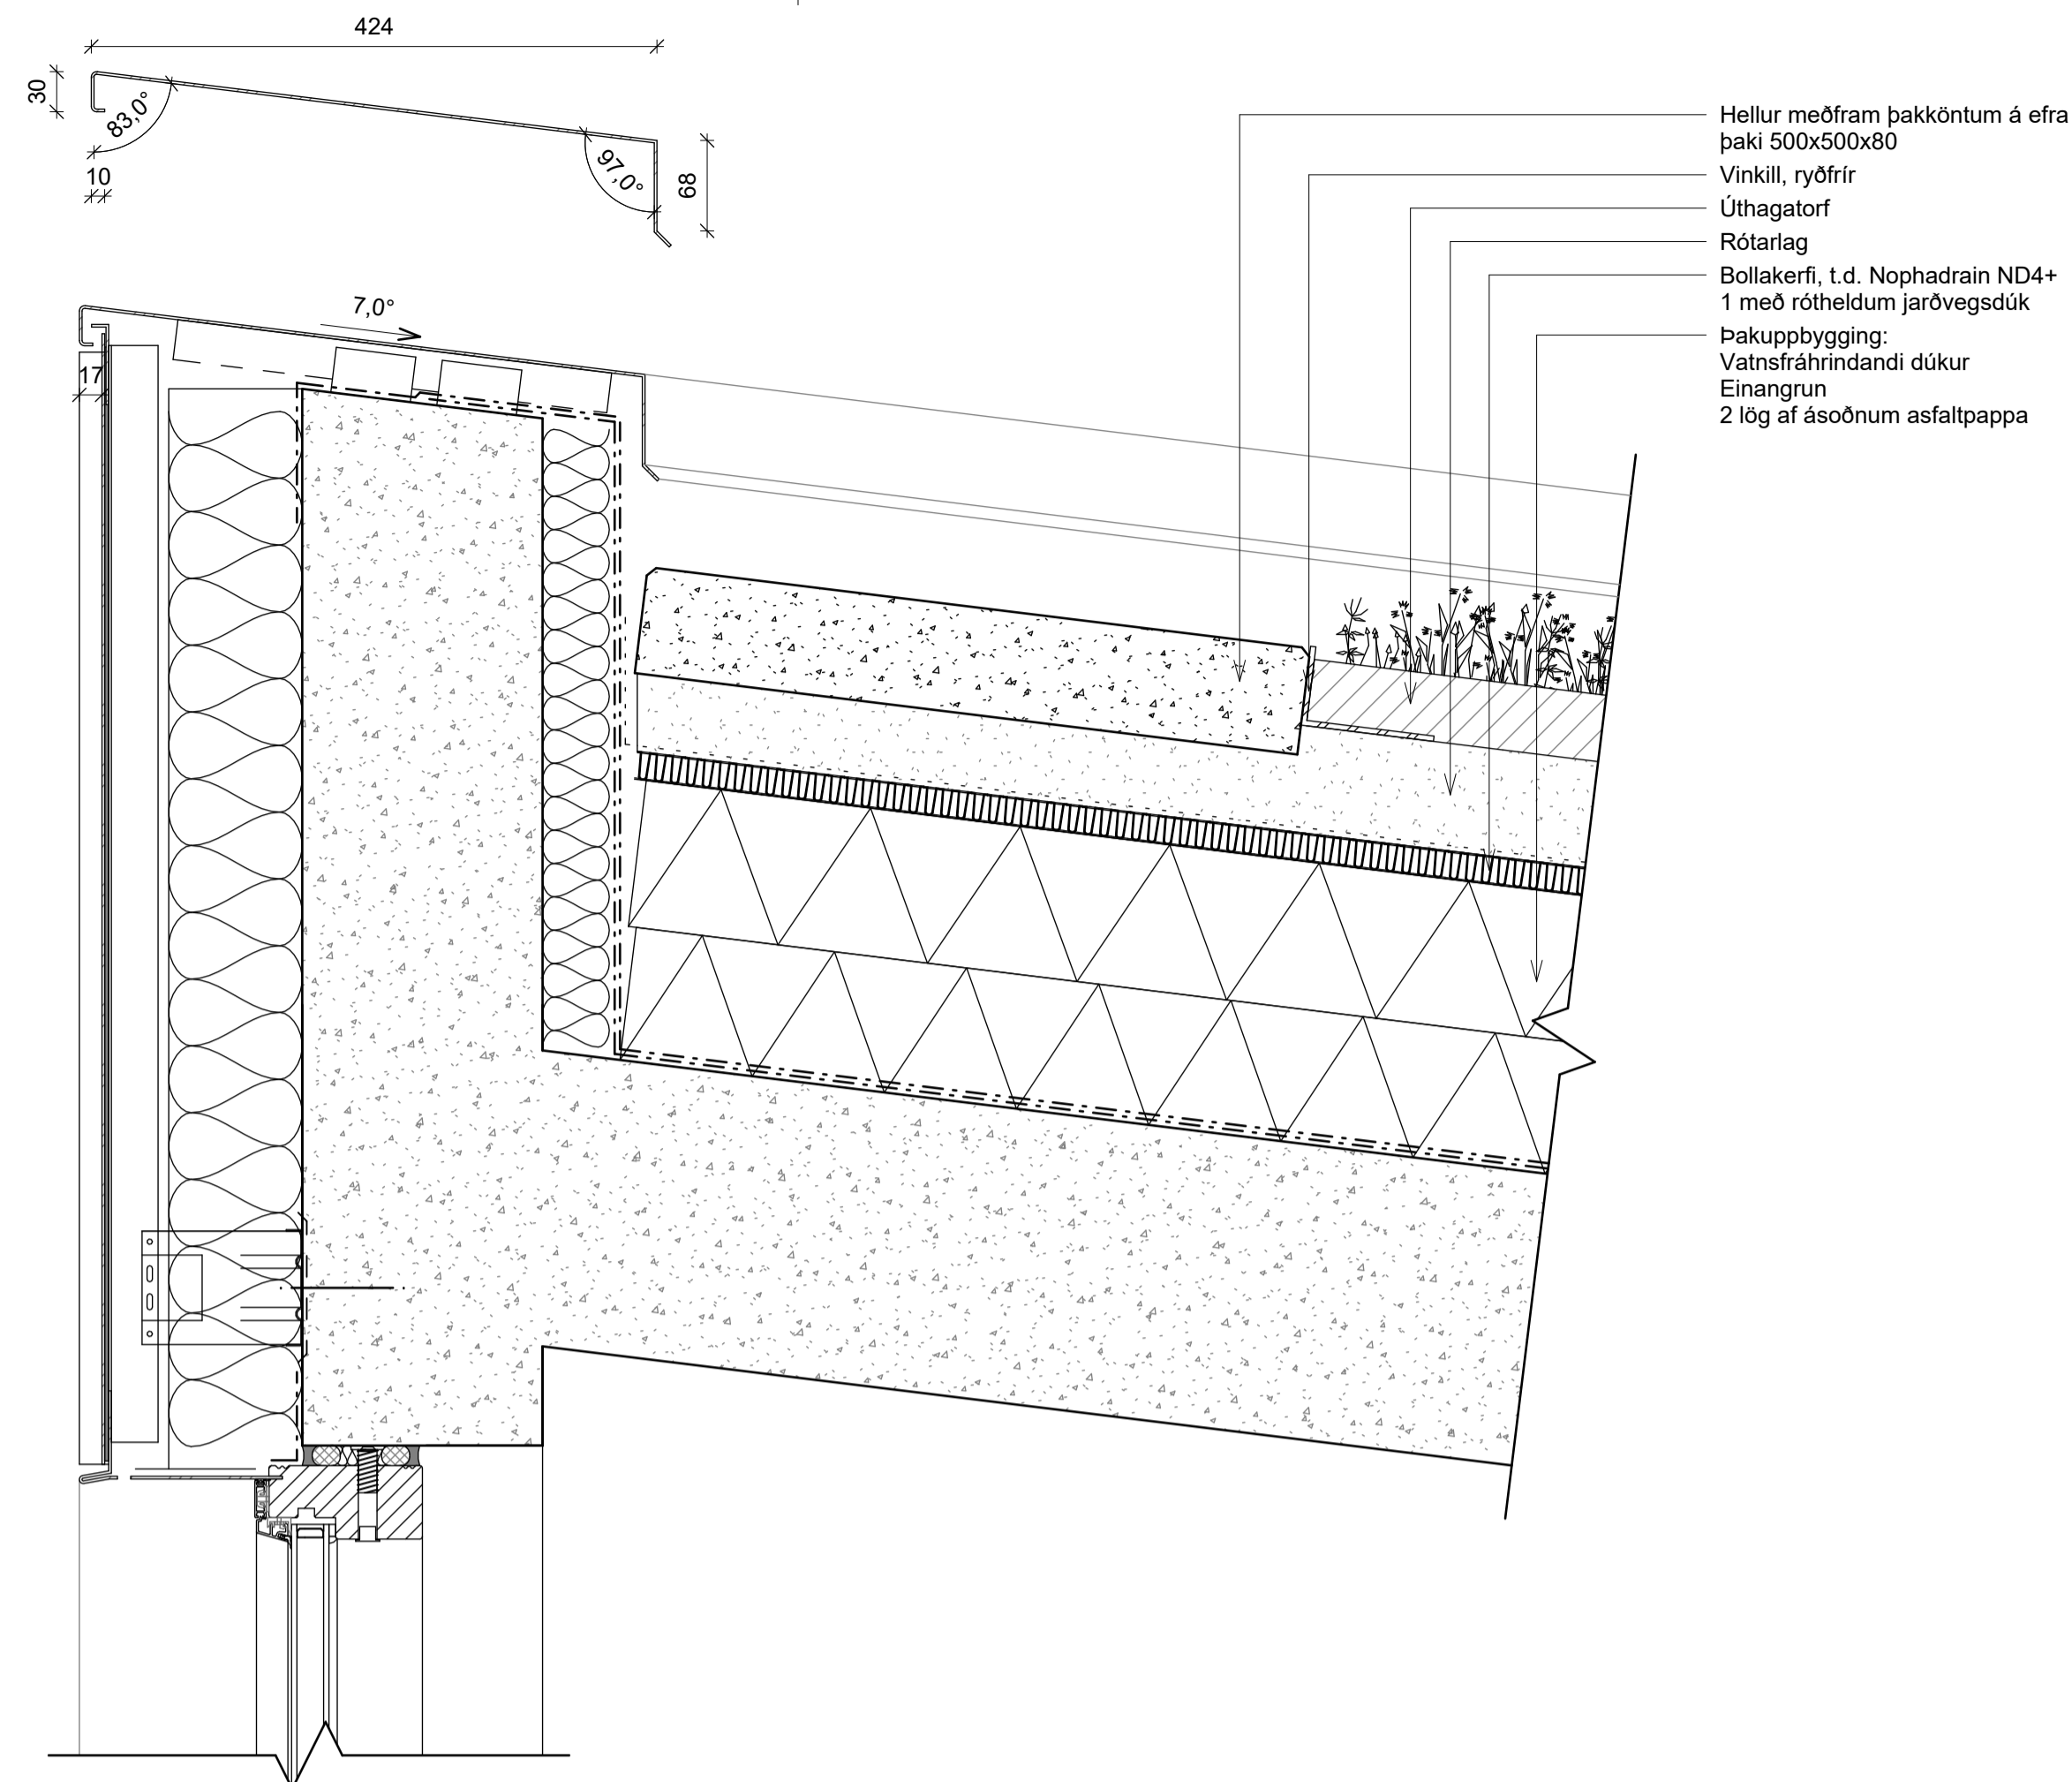 424
30
83,0°
10
97,0°
68
7,0°
17
Hellur meðfram þakköntum á efra
þaki 500x500x80
Vinkill, ryðfrír
Úthagatorf
Rótarlag
Bollakerfi, t.d. Nophadrain ND4+
1 með rótheldum jarðvegsdúk
Þakuppbygging:
Vatnsfráhrindandi dúkur
Einangrun
2 lög af ásoðnum asfaltpappa